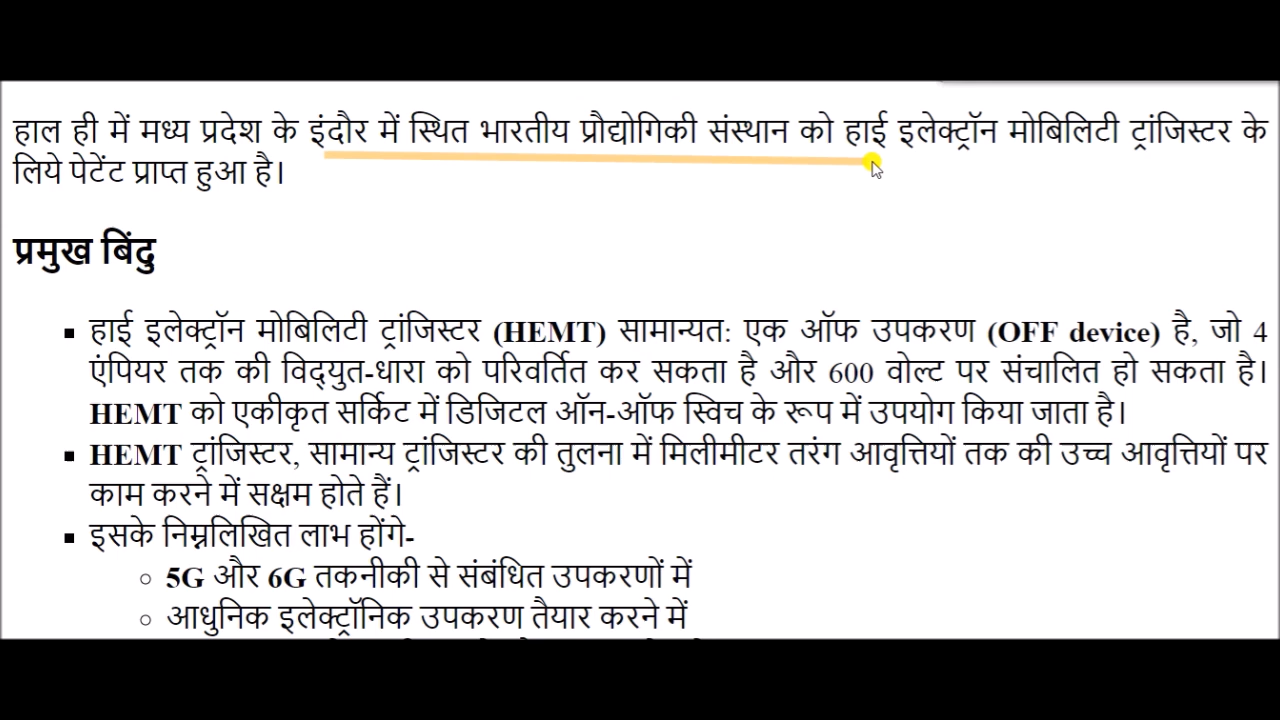 हाल ही में मध्य प्रदेश के इंदौर में स्थित भारतीय प्रौद्योगिकी संस्थान को हाई इलेक्ट्रॉन मोबिलिटी ट्रांजिस्टर के
लिये पेटेंट प्राप्त हुआ है।
प्रमुख बिंदु
▪ हाई इलेक्ट्रॉन मोबिलिटी ट्रांजिस्टर (HEMT) सामान्यत: एक ऑफ उपकरण (OFF device) है, जो 4
एंपियर तक की विद्युत-धारा को परिवर्तित कर सकता है और 600 वोल्ट पर संचालित हो सकता है।
HEMT को एकीकृत सर्किट में डिजिटल ऑन-ऑफ स्विच के रूप में उपयोग किया जाता है।
▪ HEMT ट्रांजिस्टर, सामान्य ट्रांजिस्टर की तुलना में मिलीमीटर तरंग आवृत्तियों तक की उच्च आवृत्तियों पर
काम करने में सक्षम होते हैं।
▪ इसके निम्नलिखित लाभ होंगे-
○ 5G और 6G तकनीकी से संबंधित उपकरणों में
○ आधुनिक इलेक्ट्रॉनिक उपकरण तैयार करने में